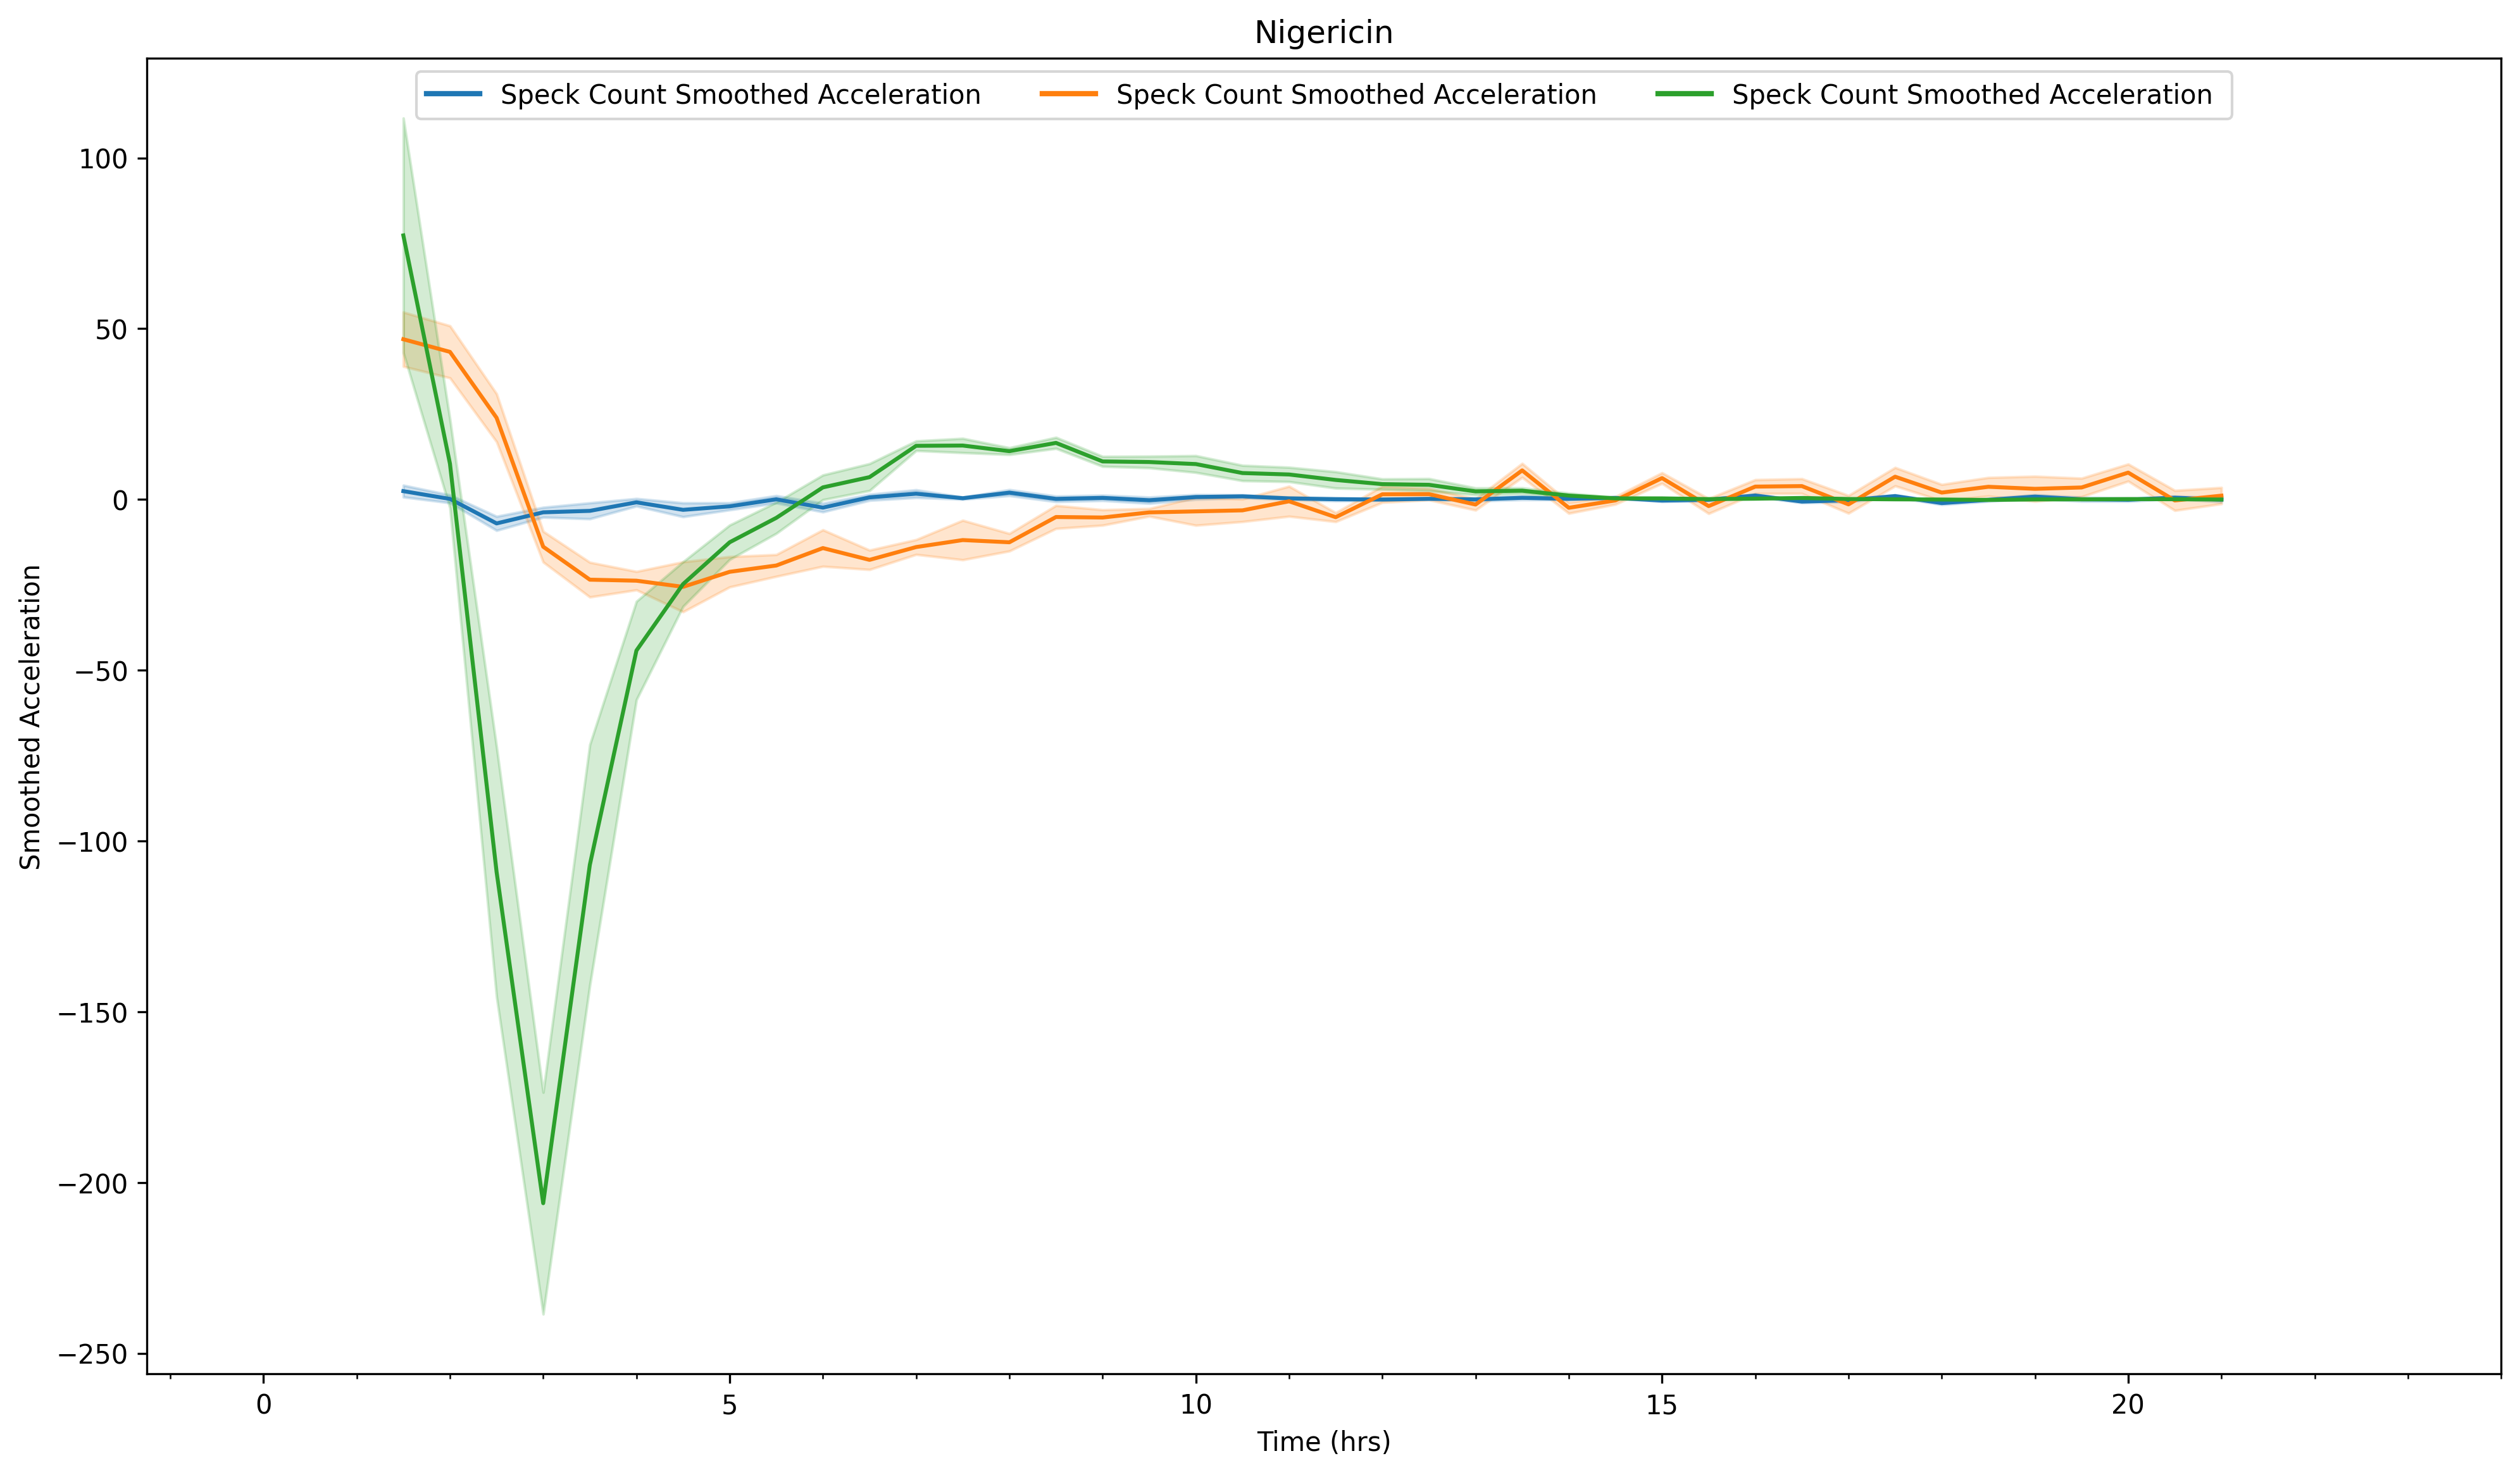 Nigericin
Speck Count Smoothed Acceleration Speck Count Smoothed Acceleration Speck Count Smoothed Acceleration
100
50
0
−50
−100
−150
−200
−250
Smoothed Acceleration
0 5 10 15 20
Time (hrs)